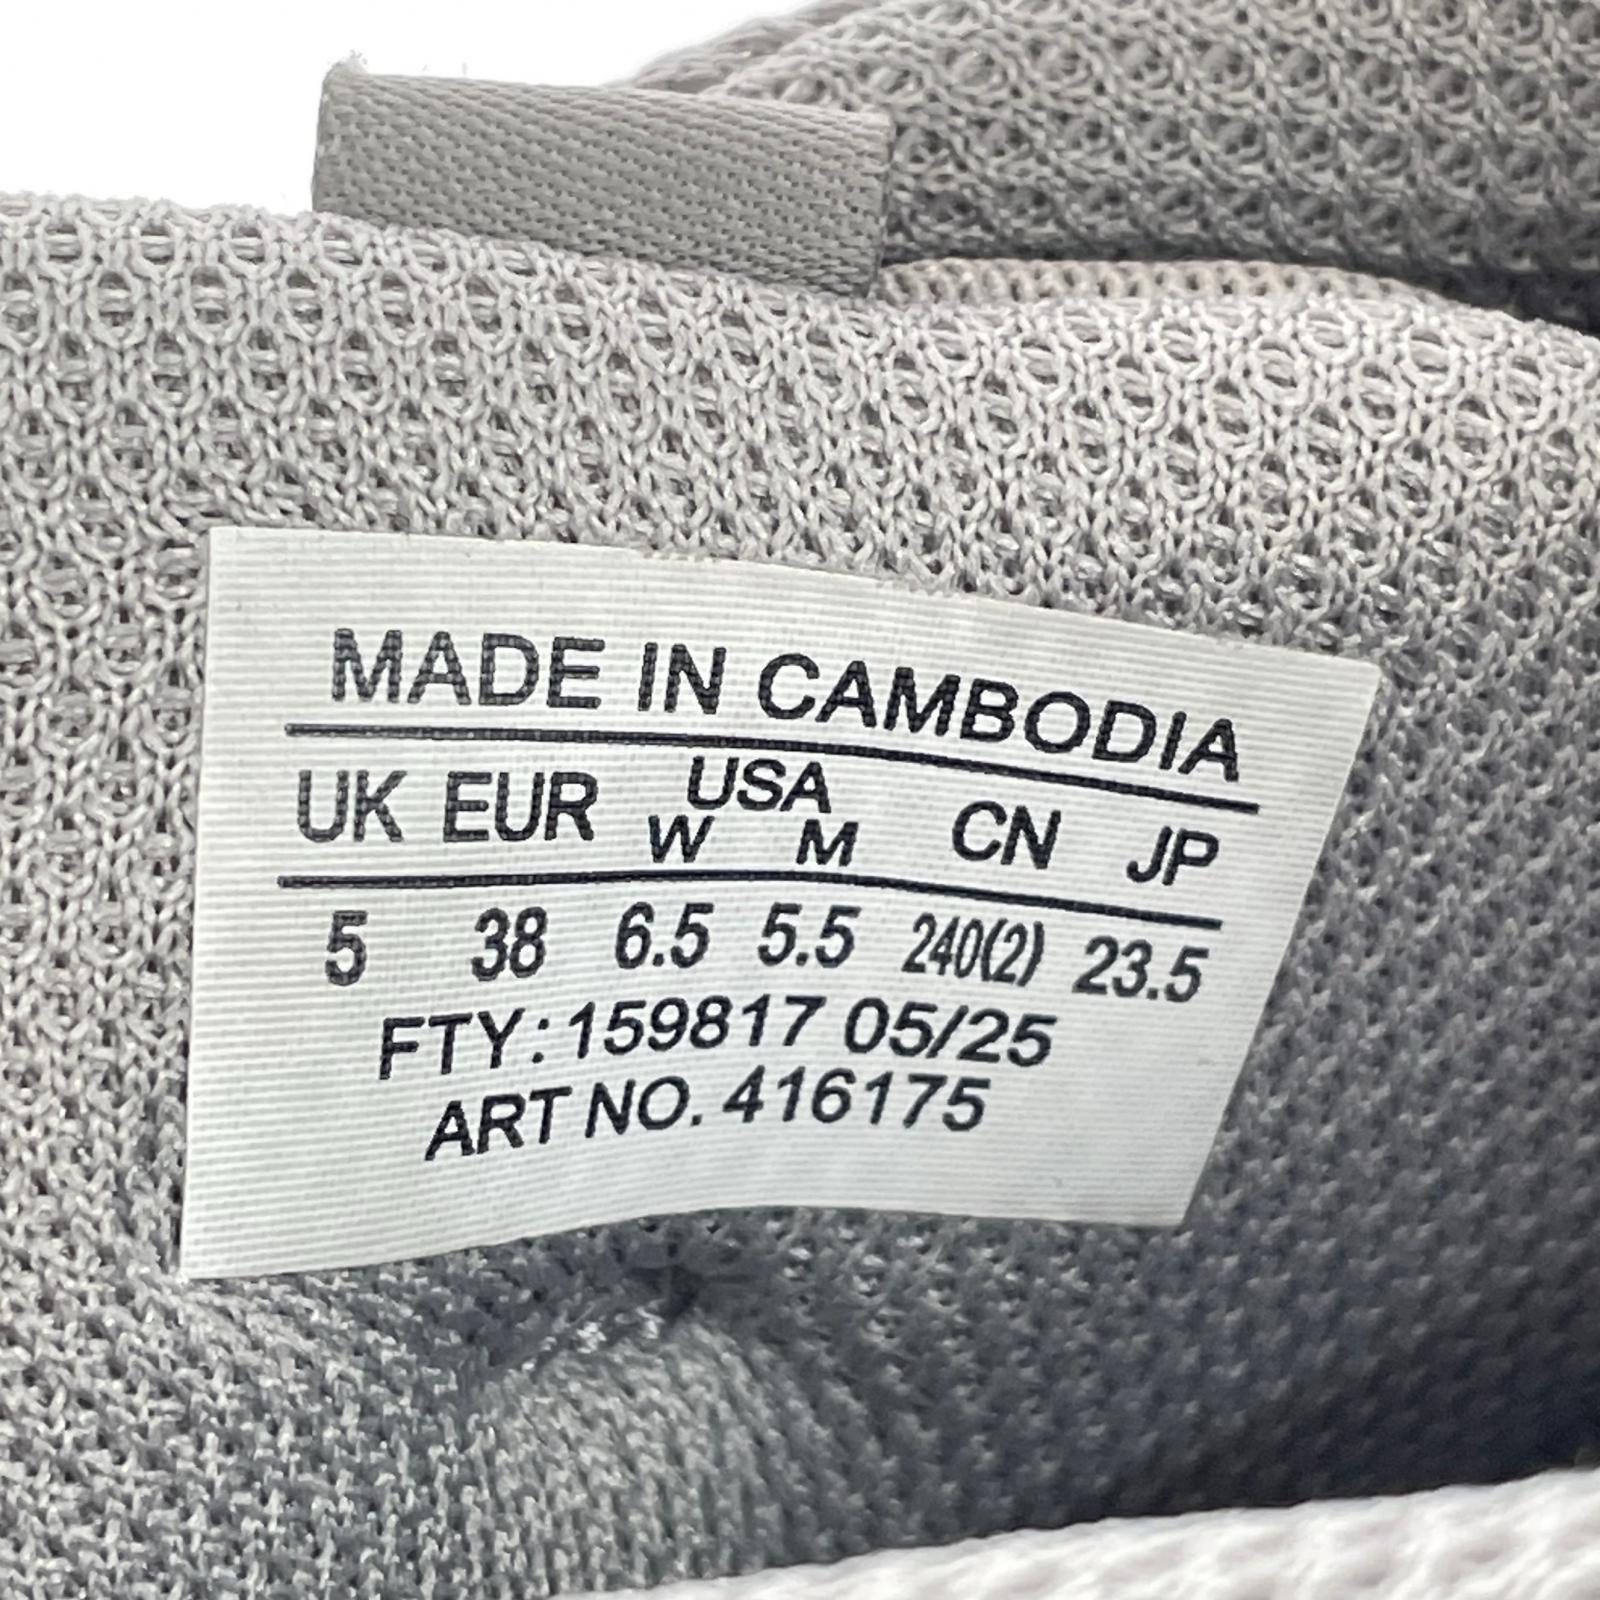 MADE IN CAMBODIA
UK EUR USA CN JP
W M
5 38 6.5 5.5 240(2) 23.5
FTY: 159817 05/25
ART NO. 416175